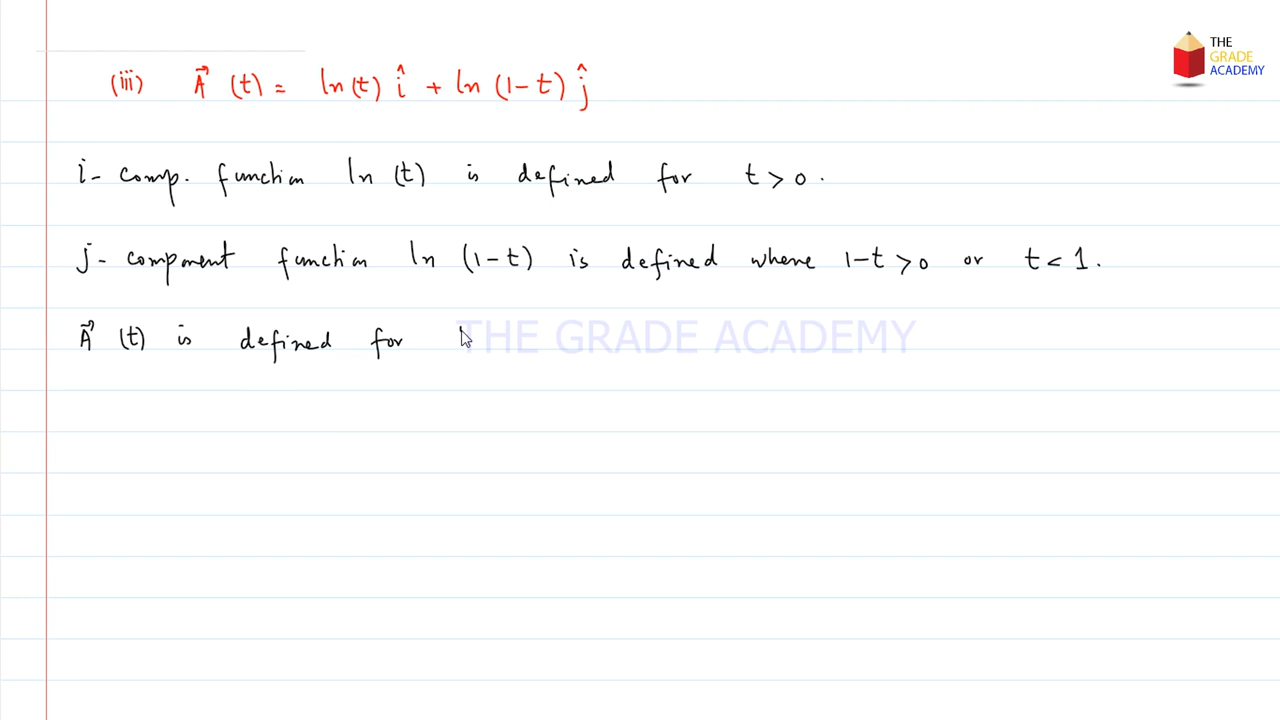 THE
GRADE
ACADEMY
(iii) A⃗ (t) = ln(t) î + ln (1-t) ĵ
i- comp. function ln (t) is defined for t > 0.
j- component function ln (1-t) is defined where 1-t > 0 or t < 1.
A⃗ (t) is defined for
THE GRADE ACADEMY